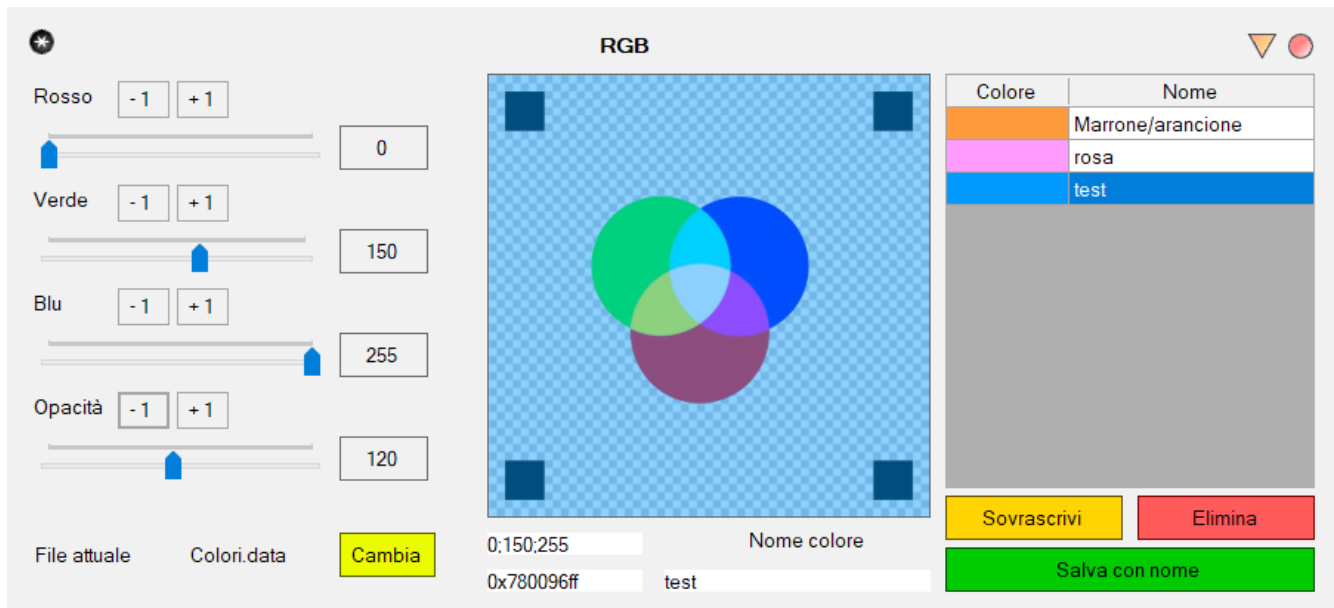 RGB
Rosso - 1 + 1
0
Verde - 1 + 1
150
Blu - 1 + 1
255
Opacità - 1 + 1
120
File attuale Colori.data Cambia
0;150;255 Nome colore
0x780096ff test
Colore Nome
Marrone/arancione
rosa
test
Sovrascrivi Elimina
Salva con nome